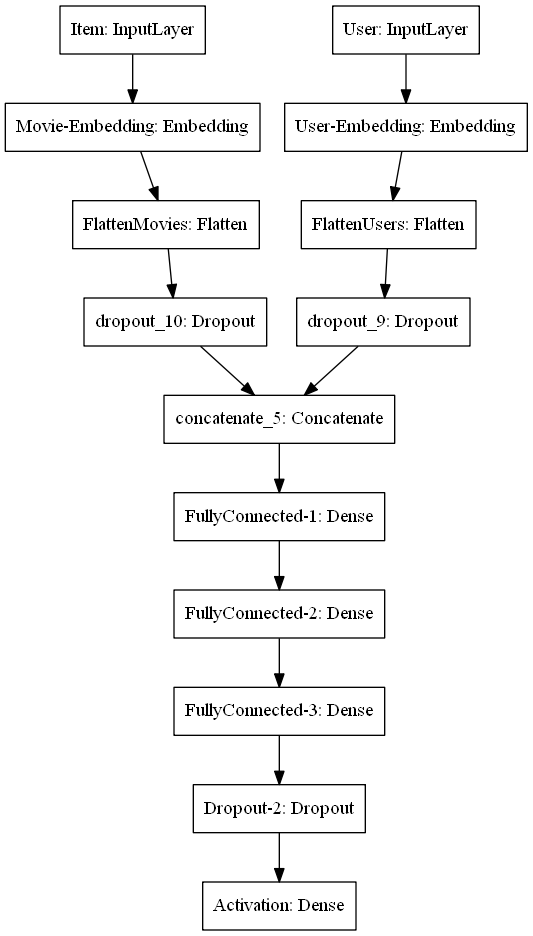 Item: InputLayer
User: InputLayer
Movie-Embedding: Embedding
User-Embedding: Embedding
FlattenMovies: Flatten
FlattenUsers: Flatten
dropout_10: Dropout
dropout_9: Dropout
concatenate_5: Concatenate
FullyConnected-1: Dense
FullyConnected-2: Dense
FullyConnected-3: Dense
Dropout-2: Dropout
Activation: Dense